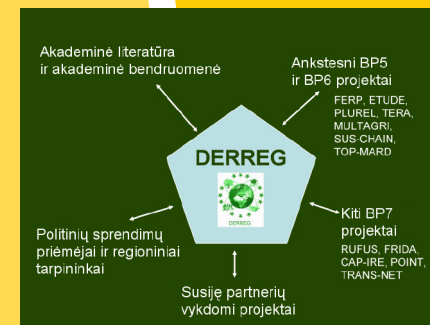 Akademinė literatūra
ir akademinė bendruomenė
Ankstesni BP5
ir BP6 projektai
FERP, ETUDE,
PLUREL, TERA,
MULTAGRI,
SUS-CHAIN,
TOP-MARD
DERREG
DERREG
Kiti BP7
projektai
RUFUS, FRIDA,
CAP-IRE, POINT,
TRANS-NET
Politinių sprendimų
priėmėjai ir regioniniai
tarpininkai
Susiję partnerių
vykdomi projektai